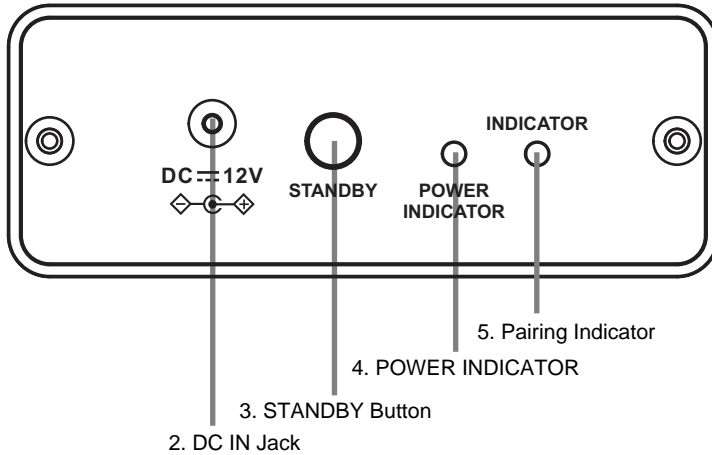 INDICATOR
DC 12V
STANDBY
POWER
INDICATOR
5. Pairing Indicator
4. POWER INDICATOR
3. STANDBY Button
2. DC IN Jack